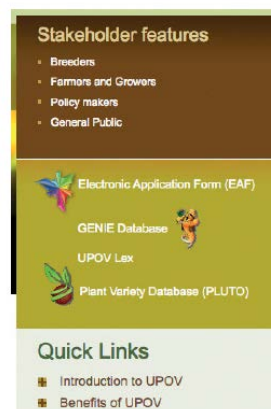 Stakeholder features
Breeders
Farmers and Growers
Policy makers
General Public
Electronic Application Form (EAF)
GENIE Database
UPOV Lex
Plant Variety Database (PLUTO)
Quick Links
Introduction to UPOV
Benefits of UPOV